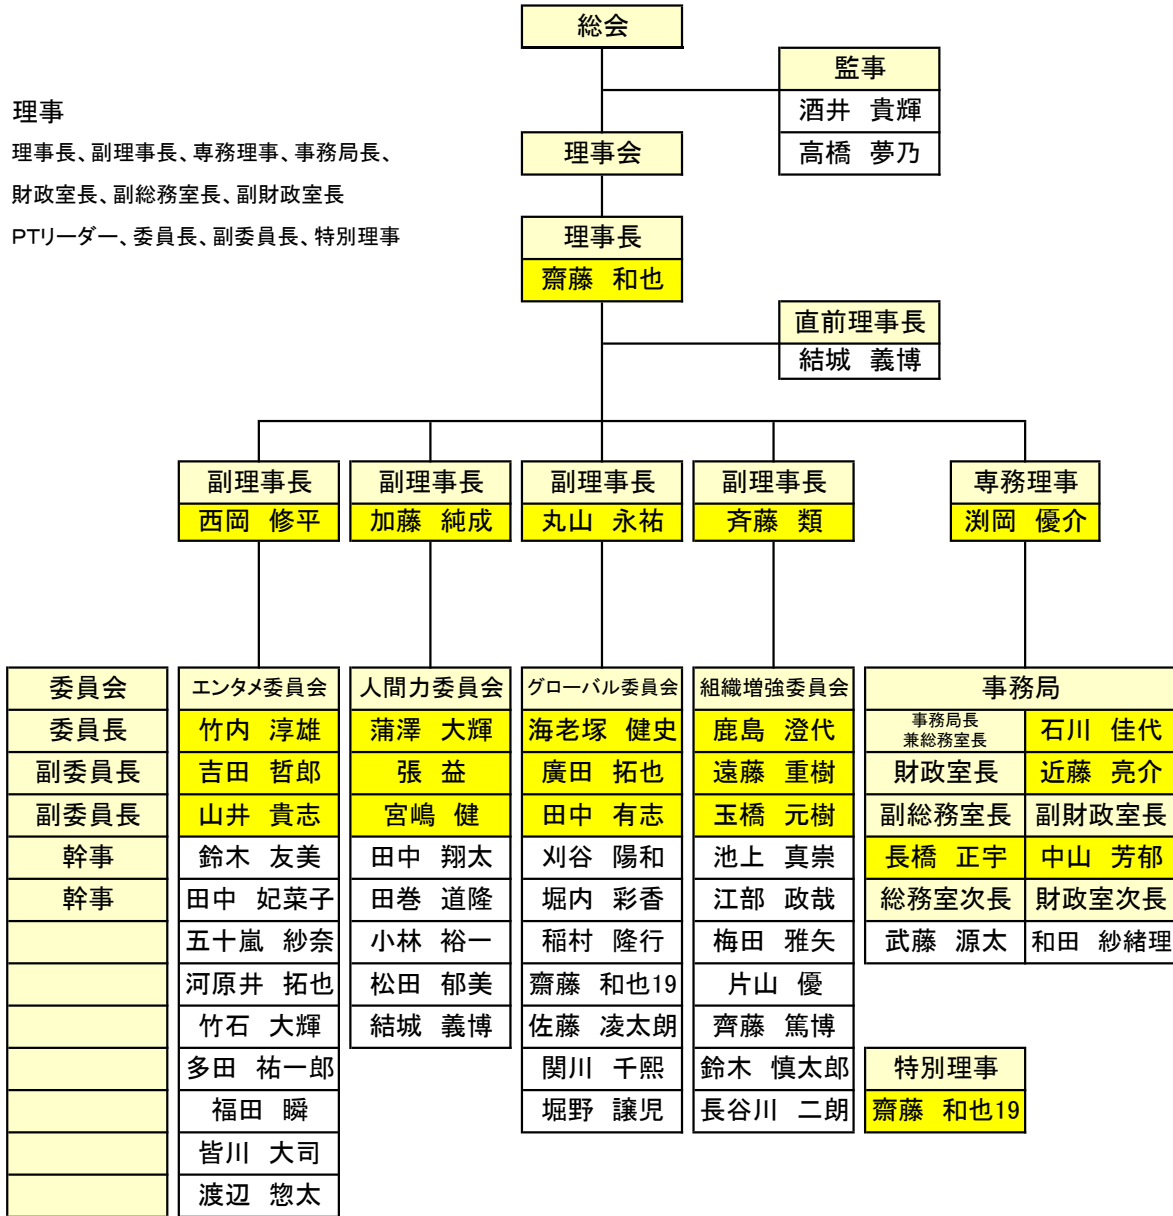 総会
監事
酒井 貴輝
高橋 夢乃
理事
理事長、副理事長、専務理事、事務局長、
財政室長、副総務室長、副財政室長
PTリーダー、委員長、副委員長、特別理事
理事会
理事長
齋藤 和也
直前理事長
結城 義博
副理事長 副理事長 副理事長 副理事長 専務理事
西岡 修平 加藤 純成 丸山 永祐 斉藤 類 渕岡 優介
委員会 エンタメ委員会 人間力委員会 グローバル委員会 組織増強委員会 事務局
委員長 竹内 淳雄 蒲澤 大輝 海老塚 健史 鹿島 澄代 事務局長 兼総務室長 石川 佳代
副委員長 吉田 哲郎 張 益 廣田 拓也 遠藤 重樹 財政室長 近藤 亮介
副委員長 山井 貴志 宮嶋 健 田中 有志 玉橋 元樹 副総務室長 副財政室長
幹事 鈴木 友美 田中 翔太 刈谷 陽和 池上 真崇 長橋 正宇 中山 芳郁
幹事 田中 妃菜子 田巻 道隆 堀内 彩香 江部 政哉 総務室次長 財政室次長
五十嵐 紗奈 小林 裕一 稲村 隆行 梅田 雅矢 武藤 源太 和田 紗緒理
河原井 拓也 松田 郁美 齋藤 和也19 片山 優
竹石 大輝 結城 義博 佐藤 凌太朗 齊藤 篤博
多田 祐一郎 関川 千熙 鈴木 慎太郎 特別理事
福田 瞬 堀野 譲児 長谷川 二朗 齋藤 和也19
皆川 大司
渡辺 惣太